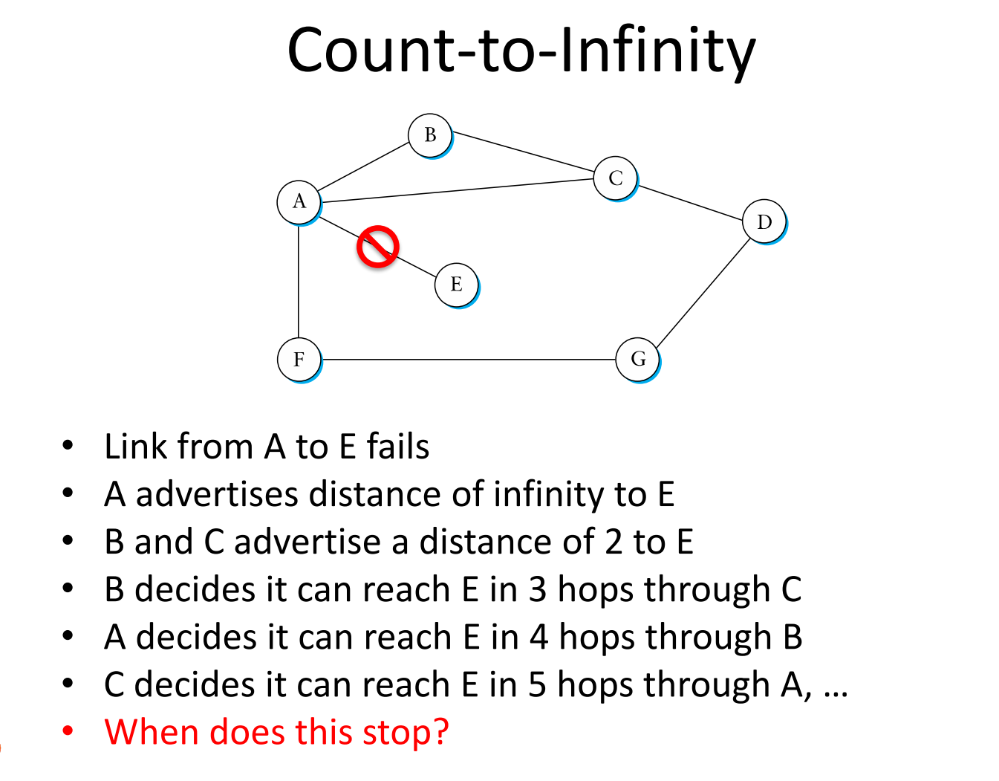 Count-to-Infinity
B
C
A
D
E
F
G
• Link from A to E fails
• A advertises distance of infinity to E
• B and C advertise a distance of 2 to E
• B decides it can reach E in 3 hops through C
• A decides it can reach E in 4 hops through B
• C decides it can reach E in 5 hops through A, ...
• When does this stop?